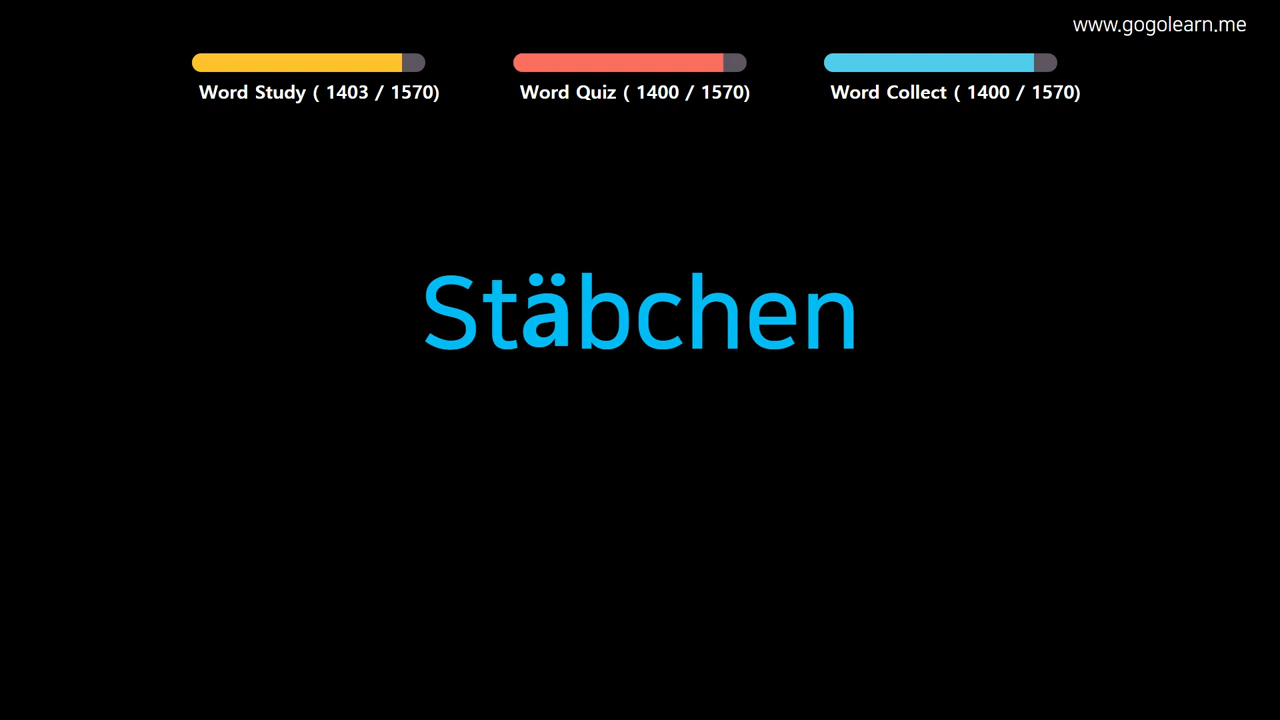 www.gogolearn.me
Word Study ( 1403 / 1570)
Word Quiz ( 1400 / 1570)
Word Collect ( 1400 / 1570)
Stäbchen